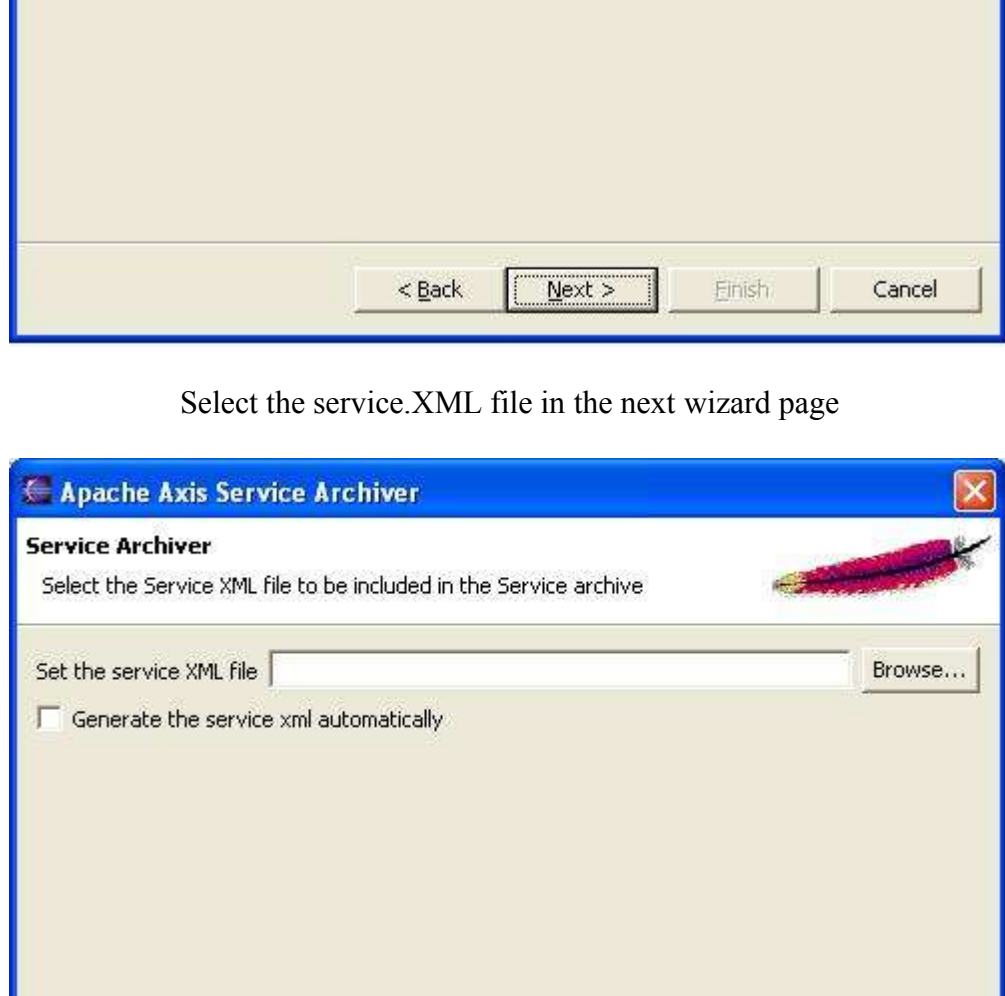 < Back Next > Finish Cancel
Select the service.XML file in the next wizard page
Apache Axis Service Archiver
Service Archiver
Select the Service XML file to be included in the Service archive
Set the service XML file Browse...
Generate the service xml automatically